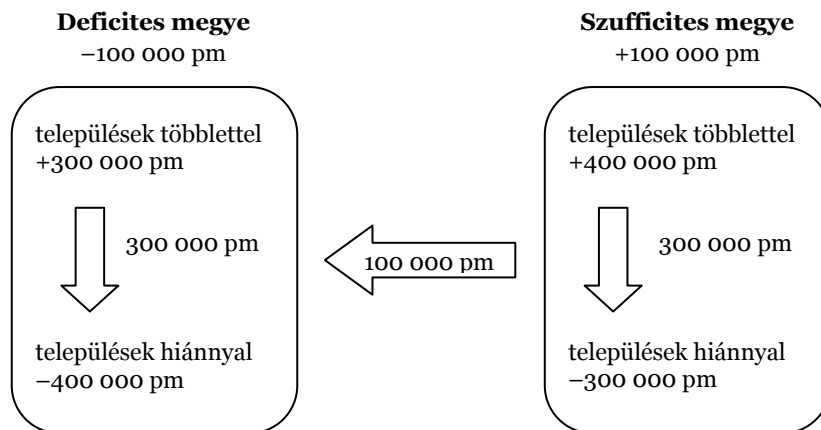 Deficites megye
–100 000 pm
települések többlettel
+300 000 pm
300 000 pm
települések hiánnyal
–400 000 pm
100 000 pm
Szufficites megye
+100 000 pm
települések többlettel
+400 000 pm
300 000 pm
települések hiánnyal
–300 000 pm